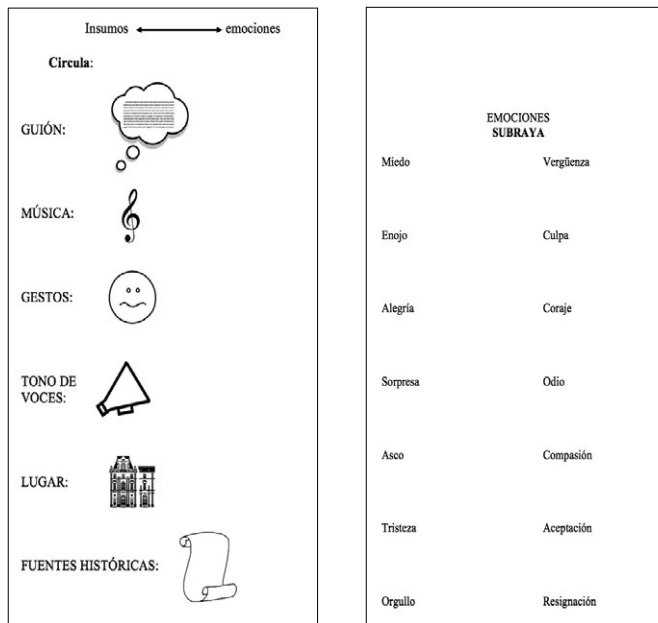 Insumos emociones
Circula:
GUIÓN:
MÚSICA:
GESTOS:
TONO DE
VOCES:
LUGAR:
FUENTES HISTÓRICAS:
EMOCIONES
SUBRAYA
Miedo Vergüenza
Enojo Culpa
Alegría Coraje
Sorpresa Odio
Asco Compasión
Tristeza Aceptación
Orgullo Resignación